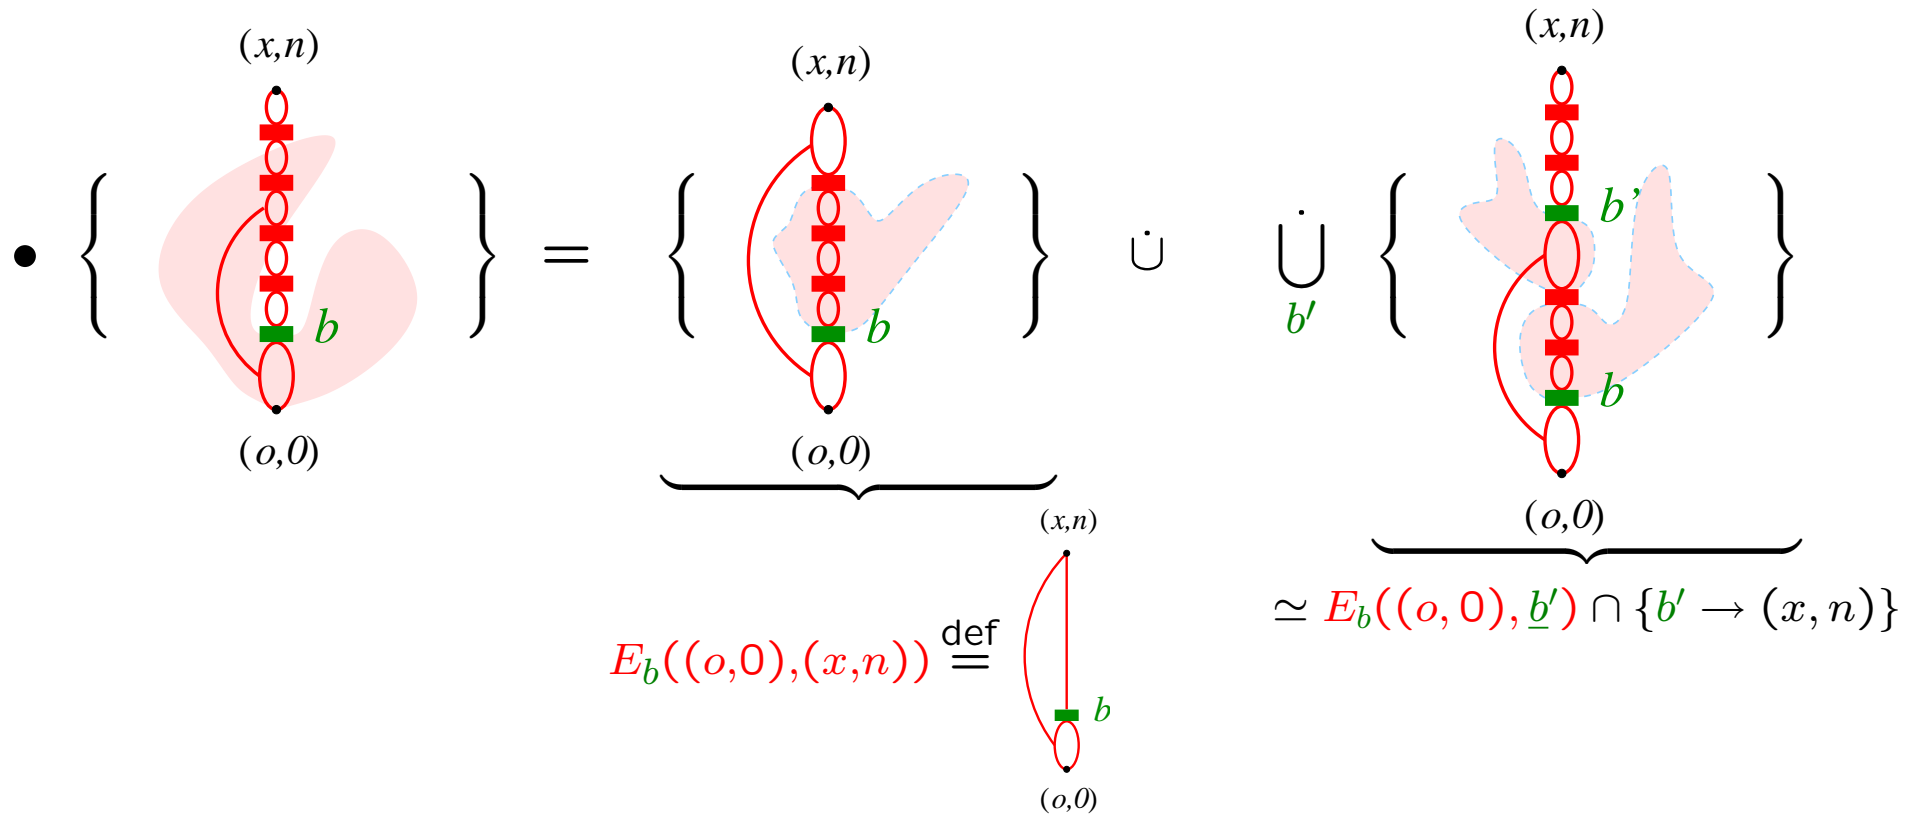 (x,n) (x,n) (x,n)
• { b } = { b } ∪̇ ⋃̇ { b’ b }
b′
(o,0) (o,0) (o,0)
(x,n)
E_b((o,0),(x,n)) def= b
(o,0)
≃ E_b((o,0),b′) ∩ {b′ → (x,n)}